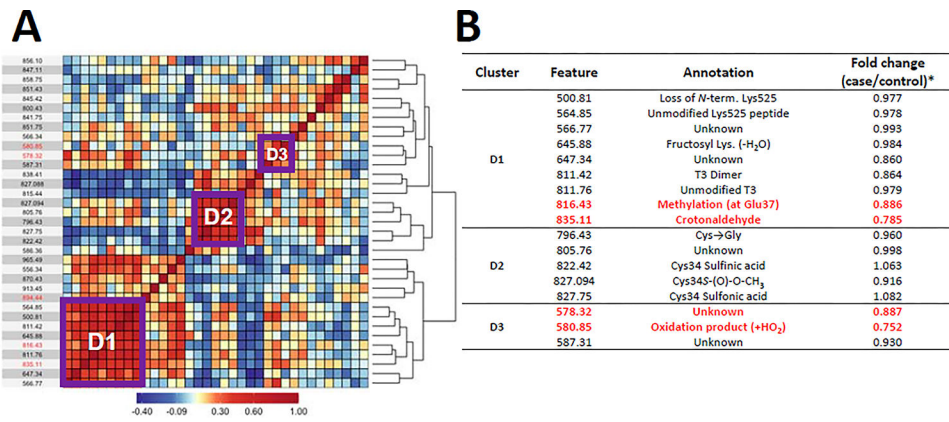 A
B
856.10
847.11
858.75
851.43
845.42
800.43
841.75
851.75
566.34
580.85
578.32
587.31
838.41
827.088
815.44
827.094
805.76
796.43
827.75
822.42
586.36
965.49
556.34
870.43
913.45
894.44
564.85
500.81
811.42
645.88
816.43
811.76
835.11
647.34
566.77
D3
D2
D1
-0.40 -0.09 0.30 0.60 1.00
Cluster Feature Annotation Fold change (case/control)*
500.81 Loss of N-term. Lys525 0.977
564.85 Unmodified Lys525 peptide 0.978
566.77 Unknown 0.993
645.88 Fructosyl Lys. (-H₂O) 0.984
D1 647.34 Unknown 0.860
811.42 T3 Dimer 0.864
811.76 Unmodified T3 0.979
816.43 Methylation (at Glu37) 0.886
835.11 Crotonaldehyde 0.785
796.43 Cys→Gly 0.960
805.76 Unknown 0.998
D2 822.42 Cys34 Sulfinic acid 1.063
827.094 Cys34S-(O)-O-CH₃ 0.916
827.75 Cys34 Sulfonic acid 1.082
578.32 Unknown 0.887
D3 580.85 Oxidation product (+HO₂) 0.752
587.31 Unknown 0.930